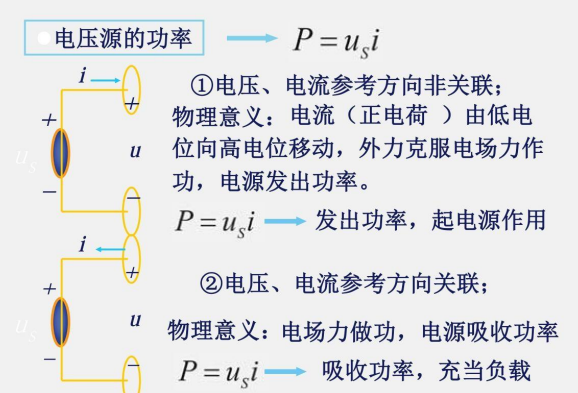 电压源的功率 P = uSi
i
①电压、电流参考方向非关联；
+ +
物理意义：电流（正电荷 ）由低电
uS u 位向高电位移动，外力克服电场力作
功，电源发出功率。
− −
P = uSi 发出功率，起电源作用
i
+ +
②电压、电流参考方向关联；
uS u 物理意义：电场力做功，电源吸收功率
− −
P = uSi 吸收功率，充当负载